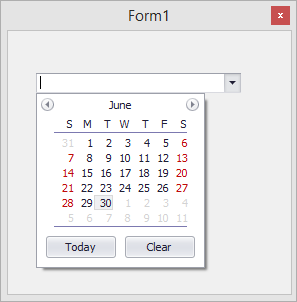 Form1
June
S M T W T F S
31 1 2 3 4 5 6
7 8 9 10 11 12 13
14 15 16 17 18 19 20
21 22 23 24 25 26 27
28 29 30 1 2 3 4
5 6 7 8 9 10 11
Today Clear